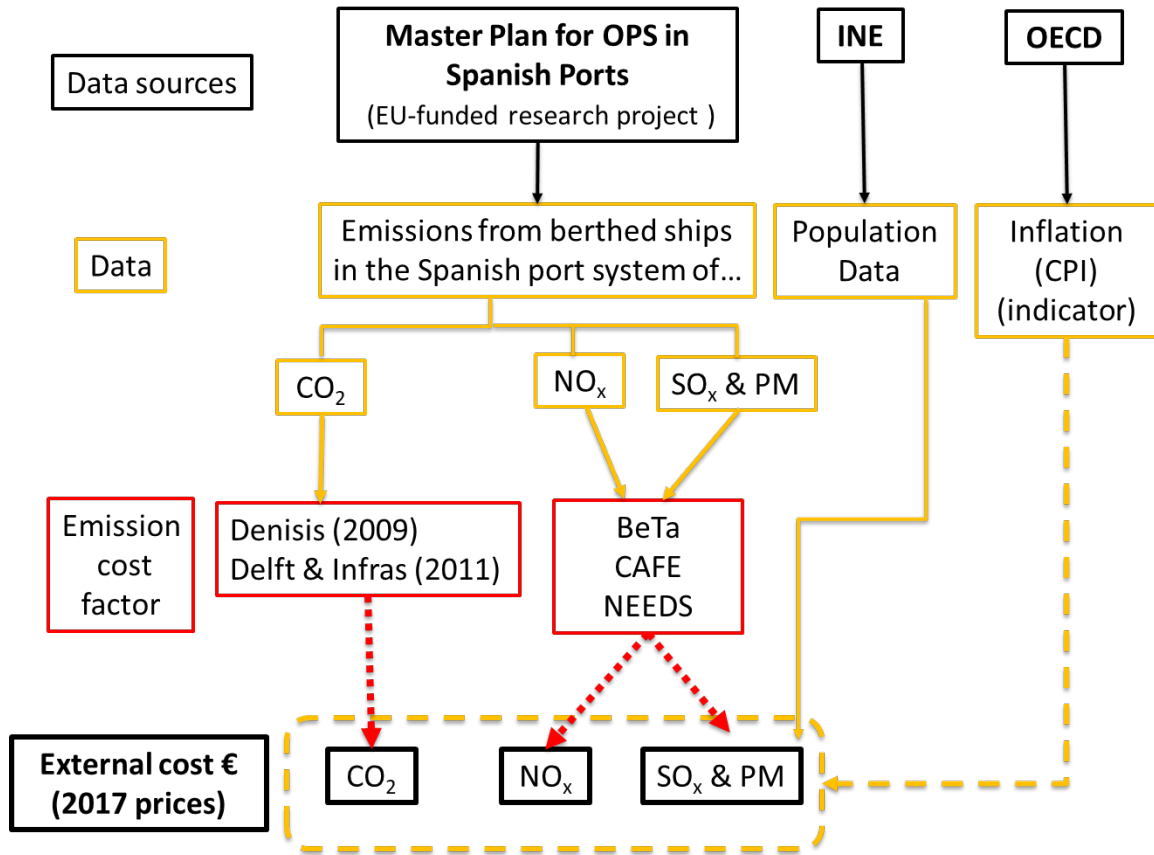 Master Plan for OPS in
Spanish Ports
(EU-funded research project )
INE
OECD
Data sources
Emissions from berthed ships
in the Spanish port system of...
Population
Data
Inflation
(CPI)
(indicator)
Data
CO₂
NOₓ
SOₓ & PM
Emission
cost
factor
Denisis (2009)
Delft & Infras (2011)
BeTa
CAFE
NEEDS
External cost €
(2017 prices)
CO₂
NOₓ
SOₓ & PM